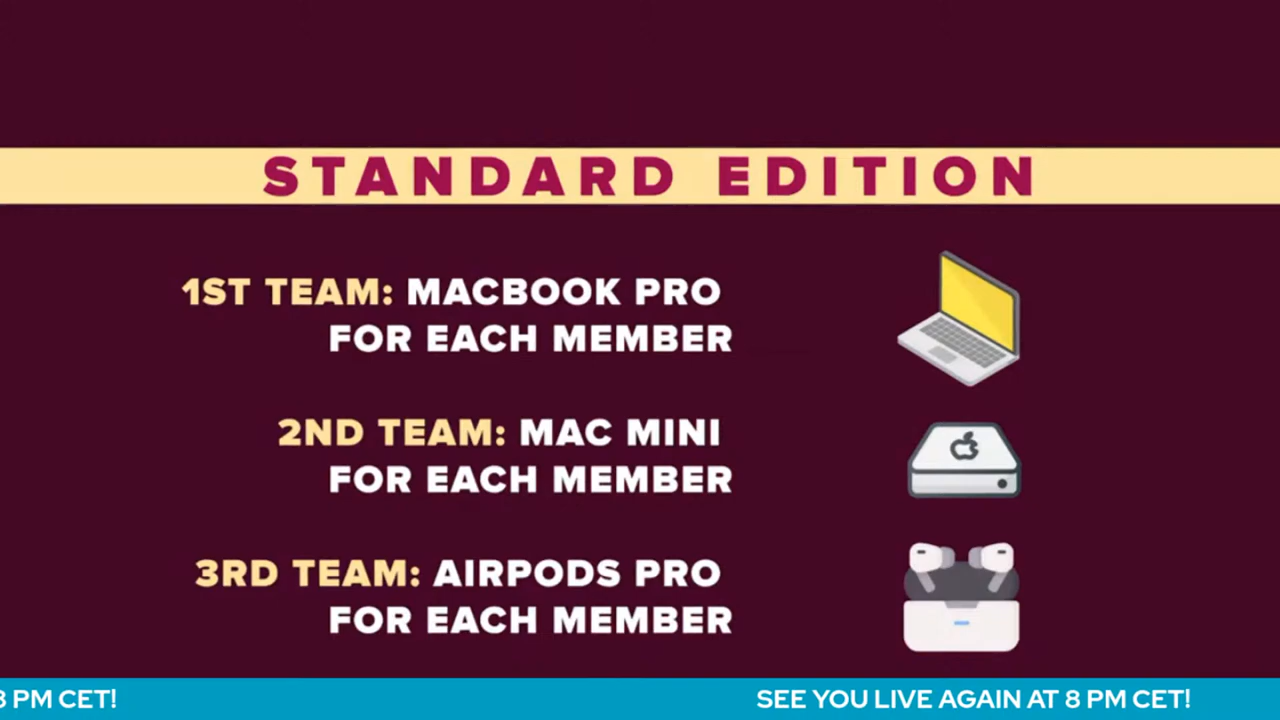 STANDARD EDITION
1ST TEAM: MACBOOK PRO
FOR EACH MEMBER
2ND TEAM: MAC MINI
FOR EACH MEMBER
3RD TEAM: AIRPODS PRO
FOR EACH MEMBER
8 PM CET! SEE YOU LIVE AGAIN AT 8 PM CET!